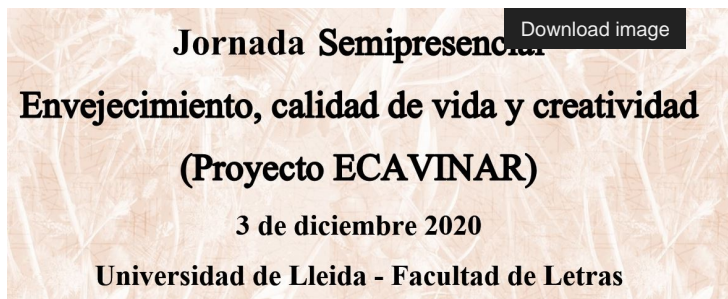 Download image
Jornada Semipresencial
Envejecimiento, calidad de vida y creatividad
(Proyecto ECAVINAR)
3 de diciembre 2020
Universidad de Lleida - Facultad de Letras